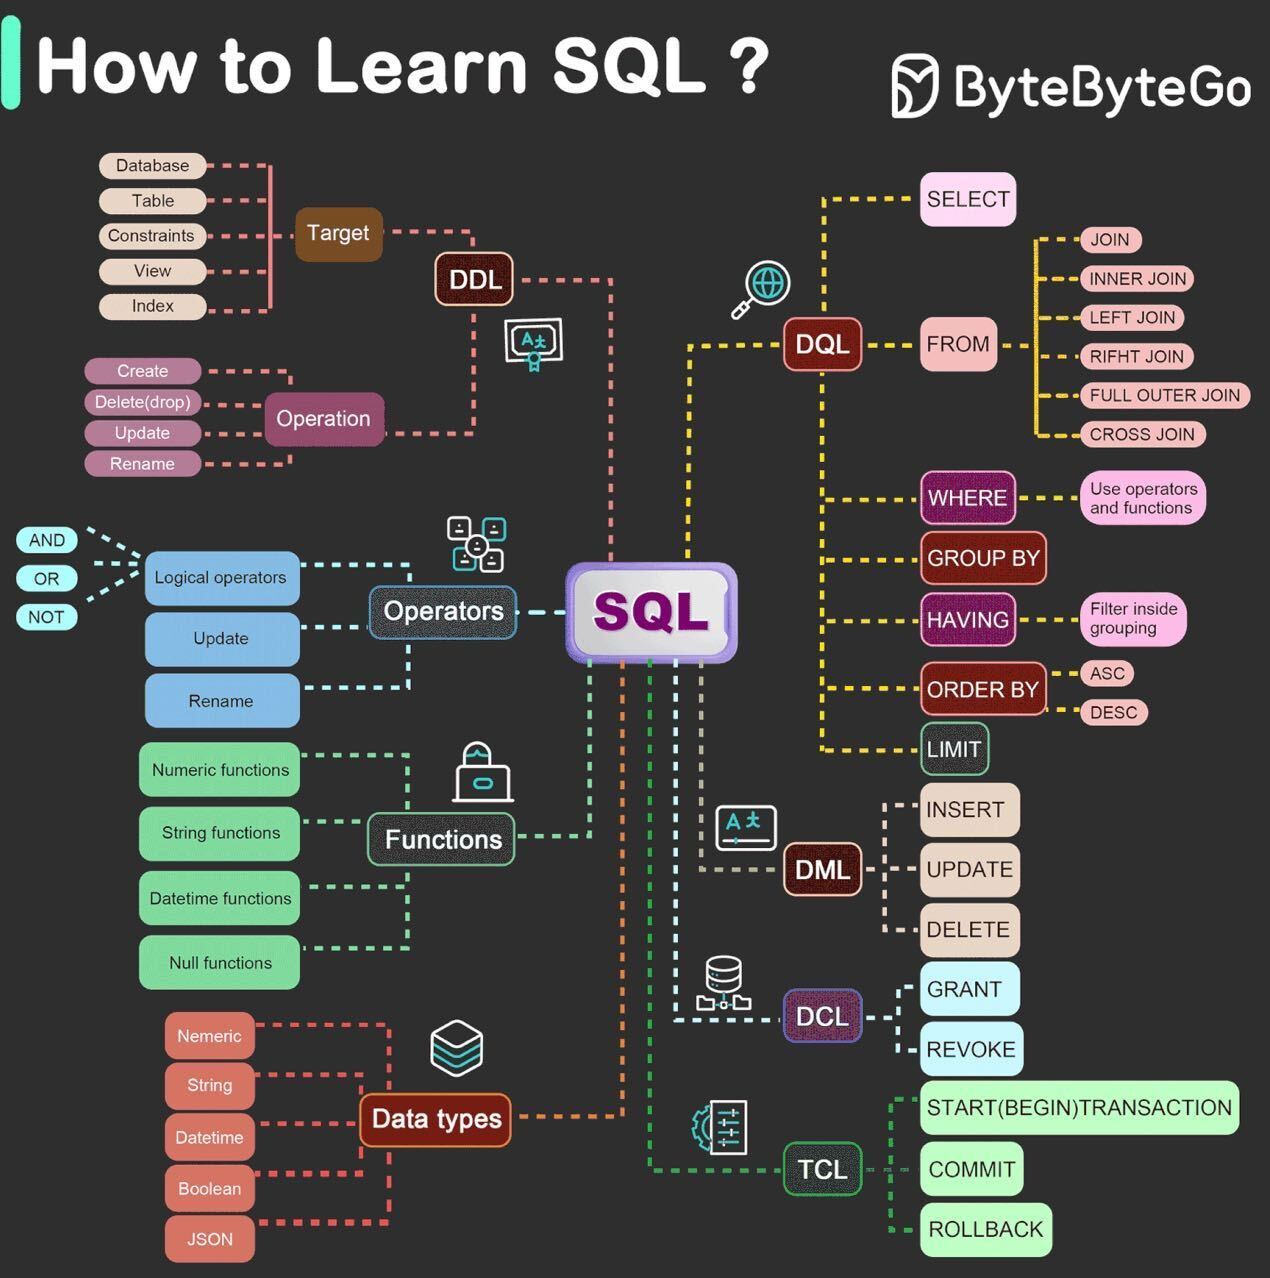 How to Learn SQL ?
ByteByteGo
Database
Table
Constraints
View
Index
Target
DDL
Create
Delete(drop)
Update
Rename
Operation
AND
OR
NOT
Logical operators
Update
Rename
Operators
SQL
Numeric functions
String functions
Datetime functions
Null functions
Functions
Nemeric
String
Datetime
Boolean
JSON
Data types
DQL
SELECT
FROM
JOIN
INNER JOIN
LEFT JOIN
RIFHT JOIN
FULL OUTER JOIN
CROSS JOIN
WHERE
Use operators
and functions
GROUP BY
HAVING
Filter inside
grouping
ORDER BY
ASC
DESC
LIMIT
DML
INSERT
UPDATE
DELETE
DCL
GRANT
REVOKE
TCL
START(BEGIN)TRANSACTION
COMMIT
ROLLBACK